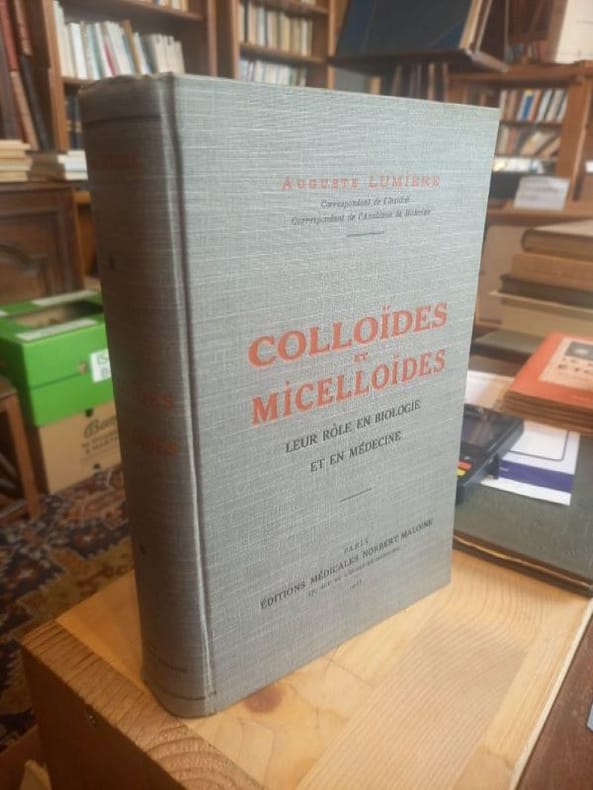 AUGUSTE LUMIÈRE
Correspondant de l'Institut
Correspondant de l'Académie de Médecine
COLLOÏDES
ET
MICELLOÏDES
LEUR RÔLE EN BIOLOGIE
ET EN MÉDECINE
PARIS
ÉDITIONS MÉDICALES NORBERT MALOINE